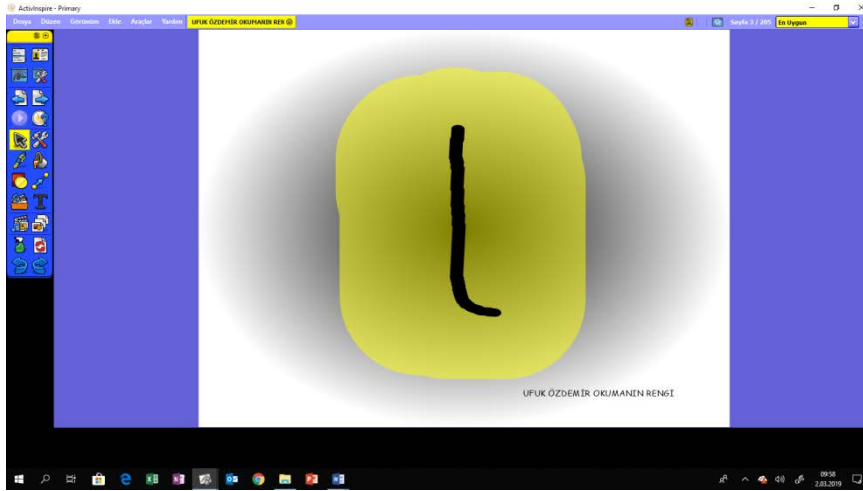 ActivInspire - Primary
Dosya Düzen Görünüm Ekle Araçlar Yardım UFUK ÖZDEMİR OKUMANIN REN Sayfa 3 / 205 En Uygun
l
UFUK ÖZDEMİR OKUMANIN RENGİ
09:58
2.03.2019